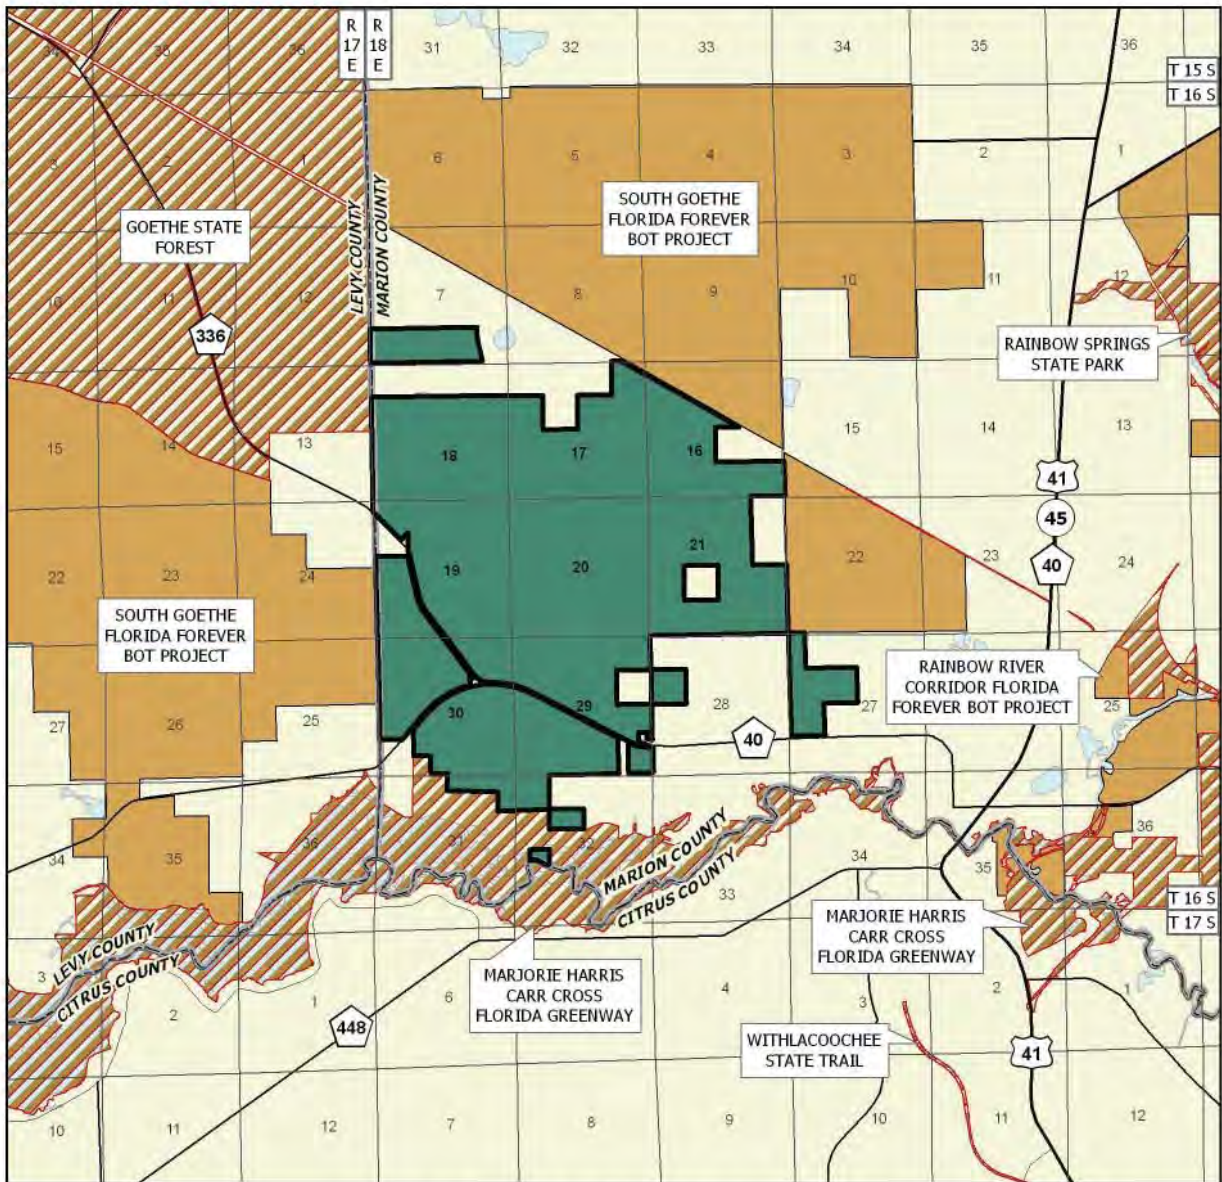 R
17
E
R
18
E
34
35
36
31
32
33
34
35
36
T 15 S
T 16 S
3
2
1
6
5
4
3
2
1
GOETHE STATE
FOREST
SOUTH GOETHE
FLORIDA FOREVER
BOT PROJECT
LEVY COUNTY
MARION COUNTY
10
11
12
7
8
9
10
11
12
336
RAINBOW SPRINGS
STATE PARK
15
14
13
18
17
16
15
14
13
41
45
40
22
23
24
19
20
21
22
23
24
SOUTH GOETHE
FLORIDA FOREVER
BOT PROJECT
RAINBOW RIVER
CORRIDOR FLORIDA
FOREVER BOT PROJECT
27
26
25
30
29
28
27
25
40
34
35
36
31
32
33
34
35
36
MARION COUNTY
CITRUS COUNTY
T 16 S
T 17 S
LEVY COUNTY
CITRUS COUNTY
MARJORIE HARRIS
CARR CROSS
FLORIDA GREENWAY
MARJORIE HARRIS
CARR CROSS
FLORIDA GREENWAY
3
2
1
6
4
3
2
1
448
WITHLACOOCHEE
STATE TRAIL
41
10
11
12
7
8
9
10
11
12